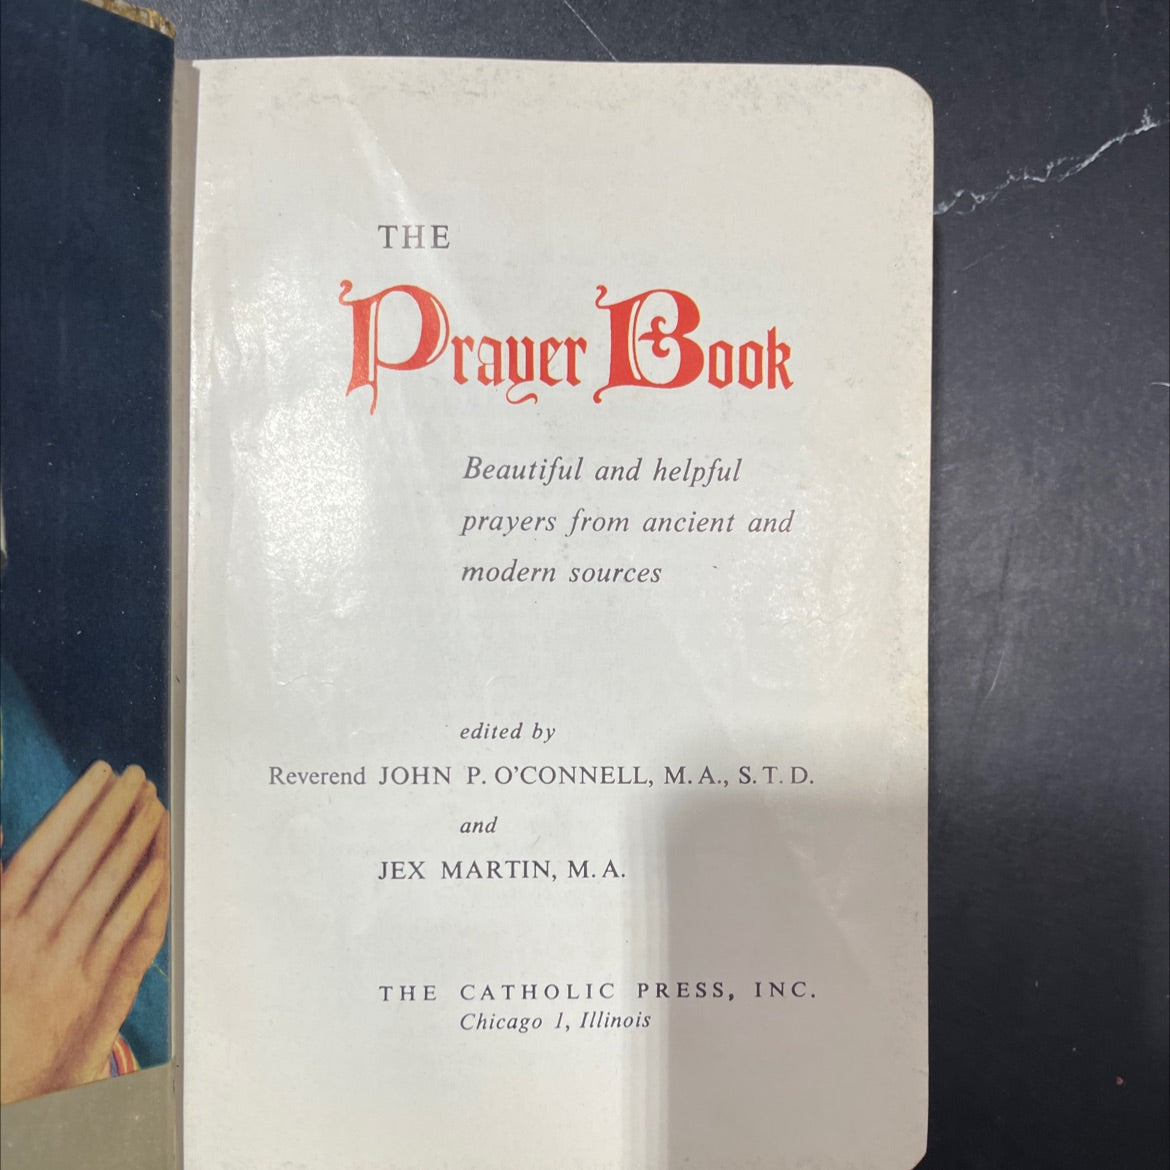 THE
Prayer Book
Beautiful and helpful
prayers from ancient and
modern sources
edited by
Reverend JOHN P. O'CONNELL, M.A., S.T.D.
and
JEX MARTIN, M.A.
THE CATHOLIC PRESS, INC.
Chicago 1, Illinois